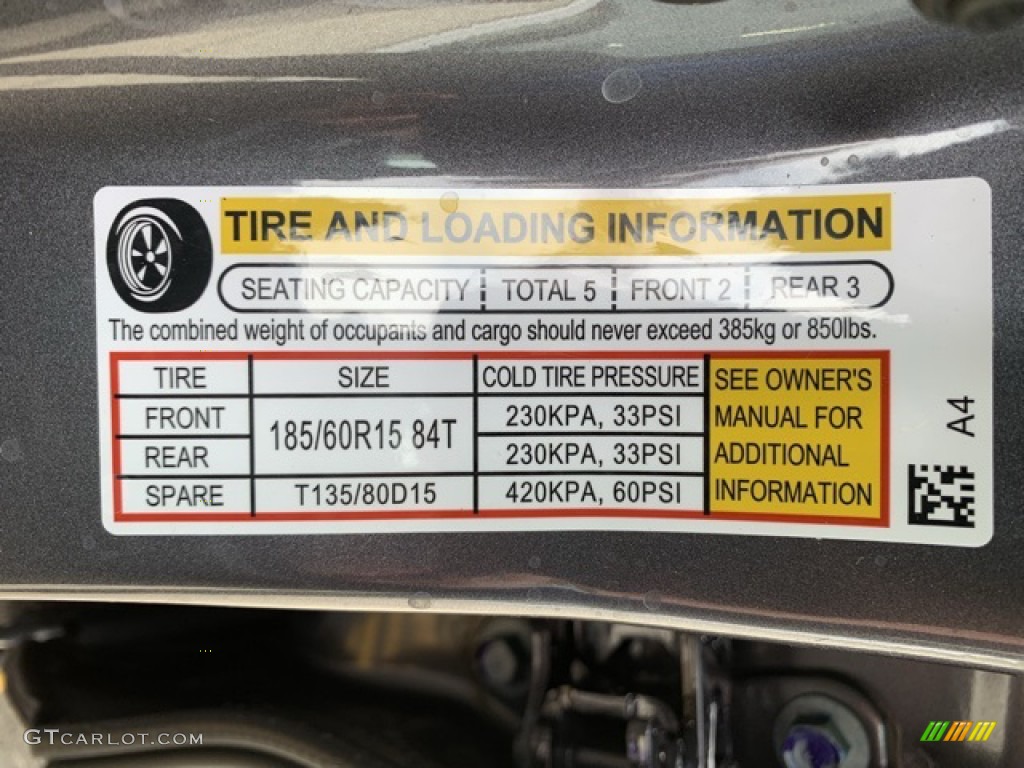 TIRE AND LOADING INFORMATION
SEATING CAPACITY TOTAL 5 FRONT 2 REAR 3
The combined weight of occupants and cargo should never exceed 385kg or 850lbs.
TIRE SIZE COLD TIRE PRESSURE
FRONT 185/60R15 84T 230KPA, 33PSI
REAR 230KPA, 33PSI
SPARE T135/80D15 420KPA, 60PSI
SEE OWNER'S
MANUAL FOR
ADDITIONAL
INFORMATION
A4
GTCARLOT.COM